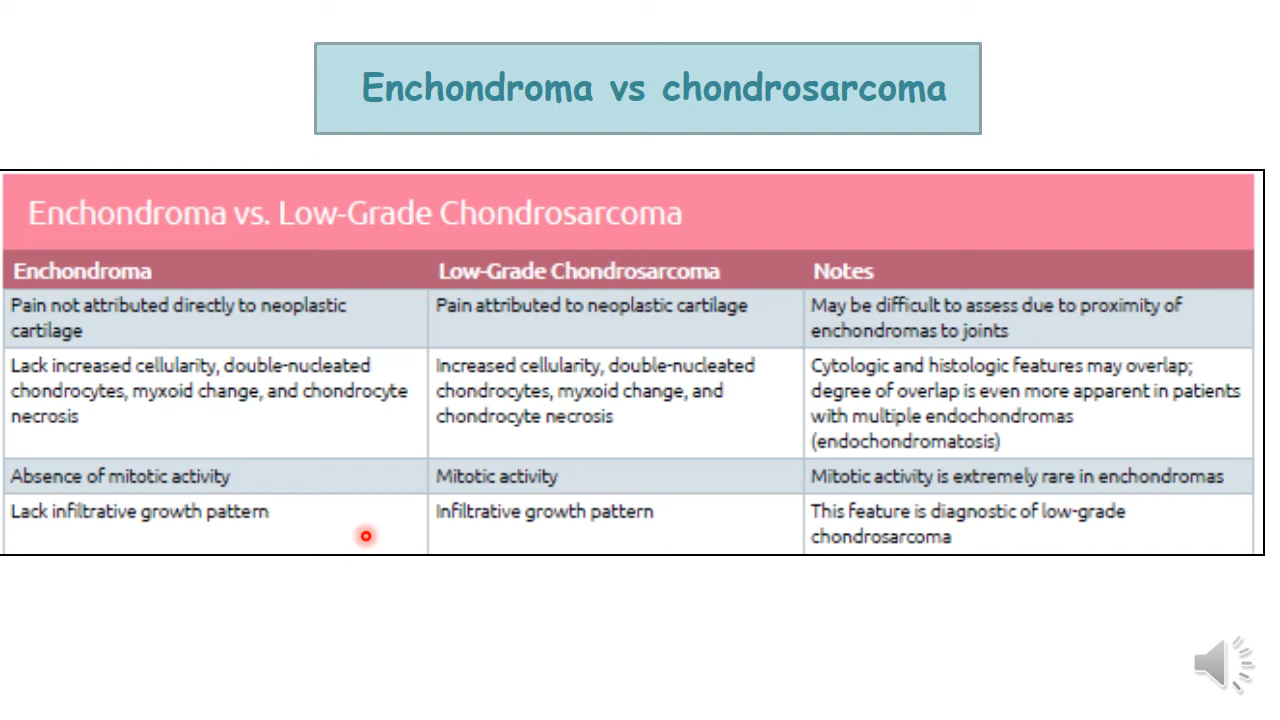 Enchondroma vs chondrosarcoma
Enchondroma vs. Low-Grade Chondrosarcoma
Enchondroma
Low-Grade Chondrosarcoma
Notes
Pain not attributed directly to neoplastic
cartilage
Pain attributed to neoplastic cartilage
May be difficult to assess due to proximity of
enchondromas to joints
Lack increased cellularity, double-nucleated
chondrocytes, myxoid change, and chondrocyte
necrosis
Increased cellularity, double-nucleated
chondrocytes, myxoid change, and
chondrocyte necrosis
Cytologic and histologic features may overlap;
degree of overlap is even more apparent in patients
with multiple endochondromas
(endochondromatosis)
Absence of mitotic activity
Mitotic activity
Mitotic activity is extremely rare in enchondromas
Lack infiltrative growth pattern
Infiltrative growth pattern
This feature is diagnostic of low-grade
chondrosarcoma